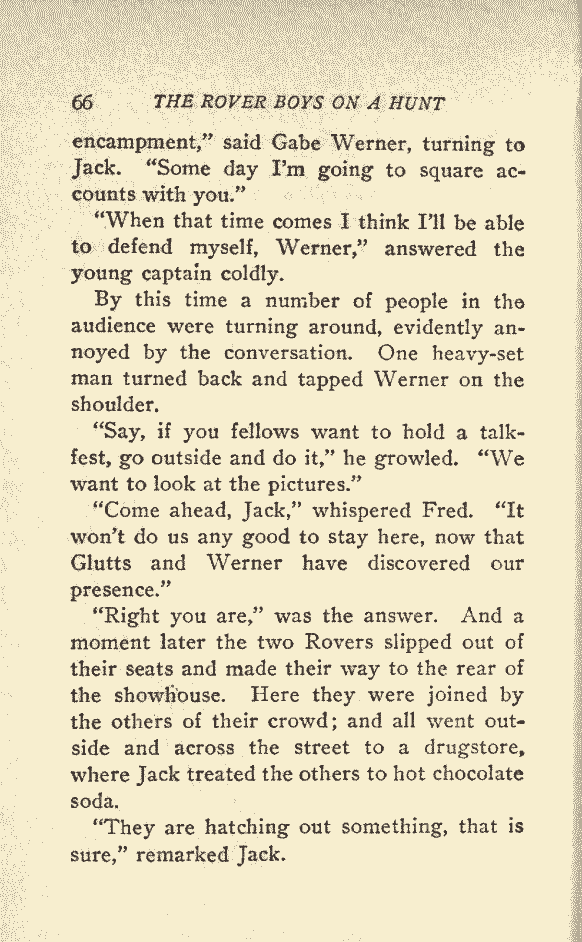 66 THE ROVER BOYS ON A HUNT
encampment,” said Gabe Werner, turning to
Jack. “Some day I’m going to square ac-
counts with you.”
“When that time comes I think I’ll be able
to defend myself, Werner,” answered the
young captain coldly.
By this time a number of people in the
audience were turning around, evidently an-
noyed by the conversation. One heavy-set
man turned back and tapped Werner on the
shoulder.
“Say, if you fellows want to hold a talk-
fest, go outside and do it,” he growled. “We
want to look at the pictures.”
“Come ahead, Jack,” whispered Fred. “It
won’t do us any good to stay here, now that
Glutts and Werner have discovered our
presence.”
“Right you are,” was the answer. And a
moment later the two Rovers slipped out of
their seats and made their way to the rear of
the showhouse. Here they were joined by
the others of their crowd; and all went out-
side and across the street to a drugstore,
where Jack treated the others to hot chocolate
soda.
“They are hatching out something, that is
sure,” remarked Jack.